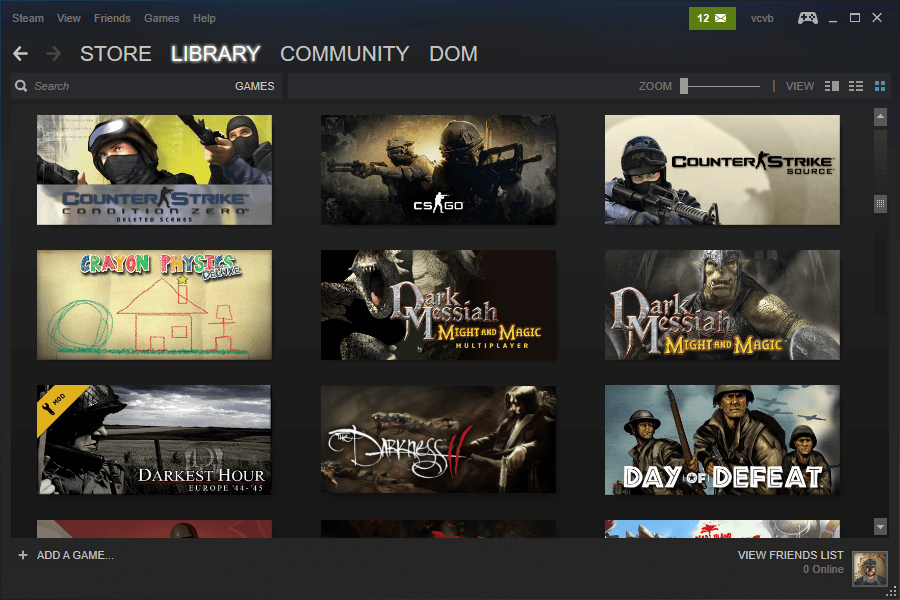 Steam View Friends Games Help 12 vcvb
STORE LIBRARY COMMUNITY DOM
Search GAMES ZOOM VIEW
COUNTER STRIKE
CONDITION ZERO™
DELETED SCENES
CS GO
COUNTER STRIKE
SOURCE™
CRAYON PHYSICS
DELUXE
Dark
Messiah
MIGHT AND MAGIC
MULTIPLAYER
Dark
Messiah
MIGHT AND MAGIC
MOD
DARKEST HOUR
EUROPE '44-'45
THE DARKNESS II
DAY OF DEFEAT
+ ADD A GAME...
VIEW FRIENDS LIST
0 Online